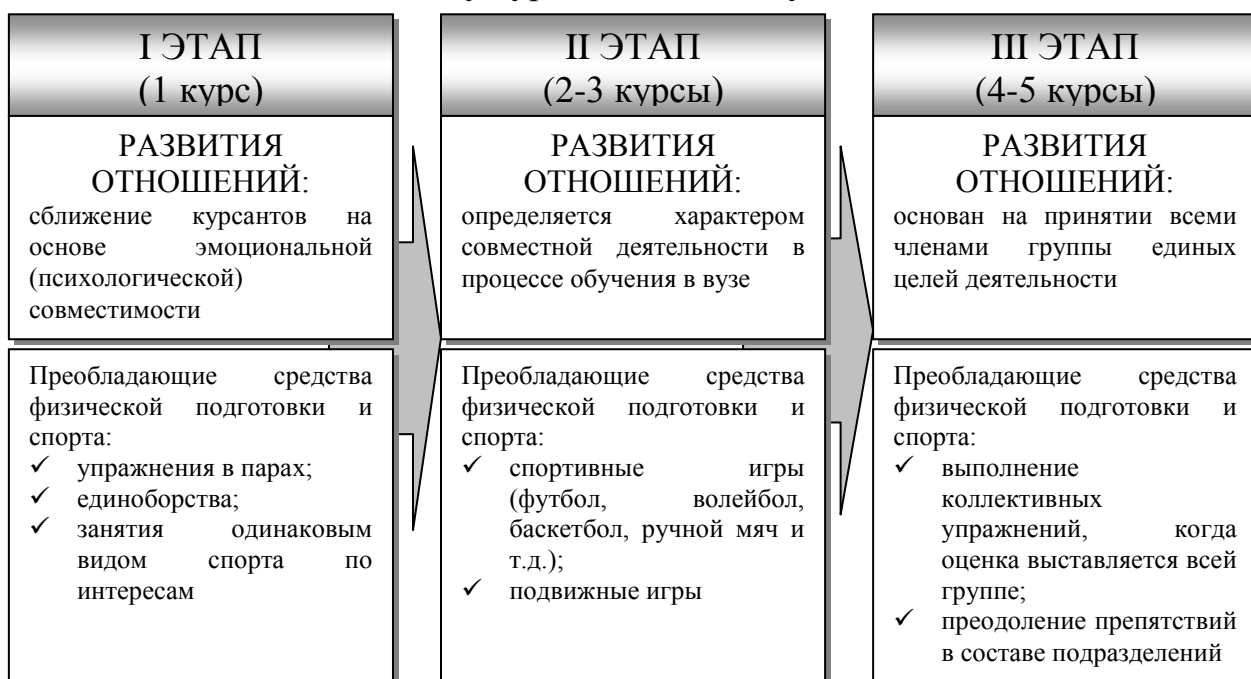 I ЭТАП
(1 курс)
РАЗВИТИЯ
ОТНОШЕНИЙ:
сближение курсантов на
основе эмоциональной
(психологической)
совместимости
Преобладающие средства
физической подготовки и
спорта:
✓ упражнения в парах;
✓ единоборства;
✓ занятия одинаковым
видом спорта по
интересам
II ЭТАП
(2-3 курсы)
РАЗВИТИЯ
ОТНОШЕНИЙ:
определяется характером
совместной деятельности в
процессе обучения в вузе
Преобладающие средства
физической подготовки и
спорта:
✓ спортивные игры
(футбол, волейбол,
баскетбол, ручной мяч и
т.д.);
✓ подвижные игры
III ЭТАП
(4-5 курсы)
РАЗВИТИЯ
ОТНОШЕНИЙ:
основан на принятии всеми
членами группы единых
целей деятельности
Преобладающие средства
физической подготовки и
спорта:
✓ выполнение
коллективных
упражнений, когда
оценка выставляется всей
группе;
✓ преодоление препятствий
в составе подразделений